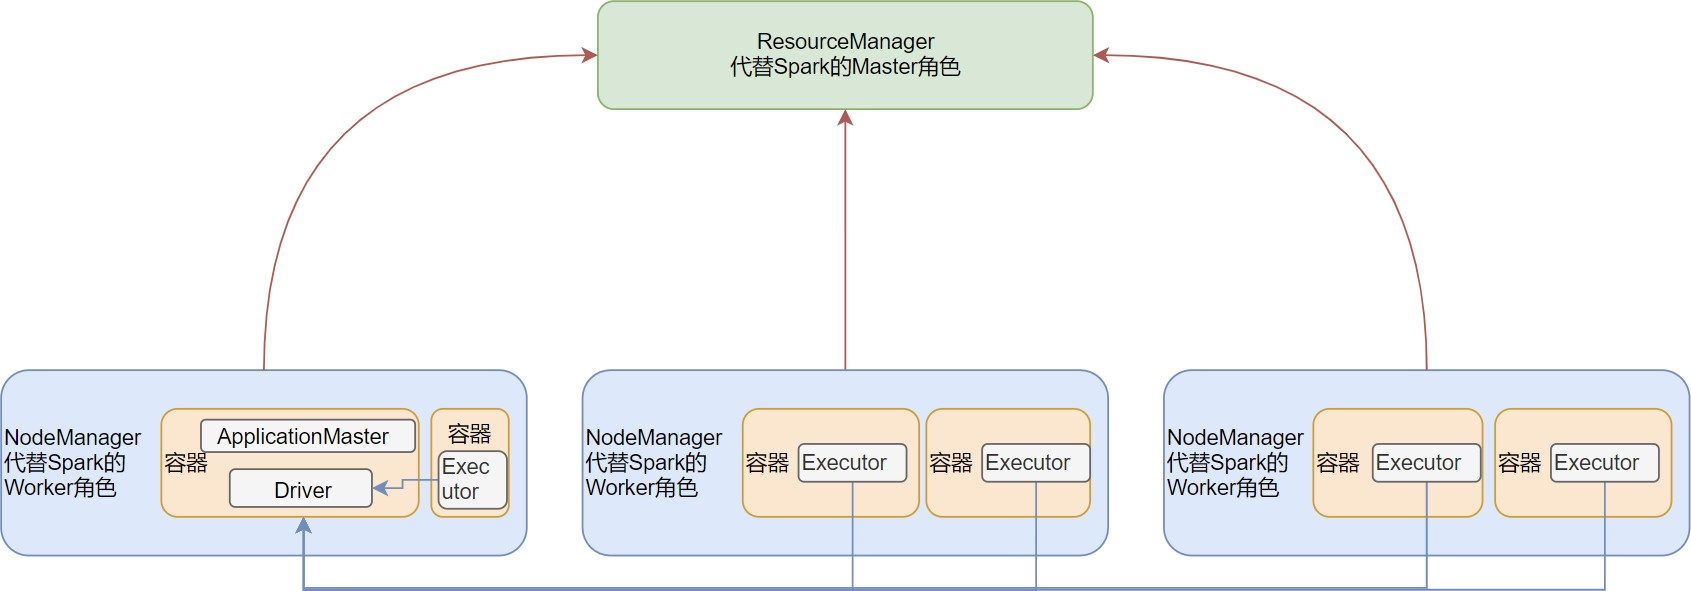 ResourceManager
代替Spark的Master角色
NodeManager
代替Spark的
Worker角色
容器
ApplicationMaster
Driver
容器
Exec
utor
NodeManager
代替Spark的
Worker角色
容器
Executor
容器
Executor
NodeManager
代替Spark的
Worker角色
容器
Executor
容器
Executor